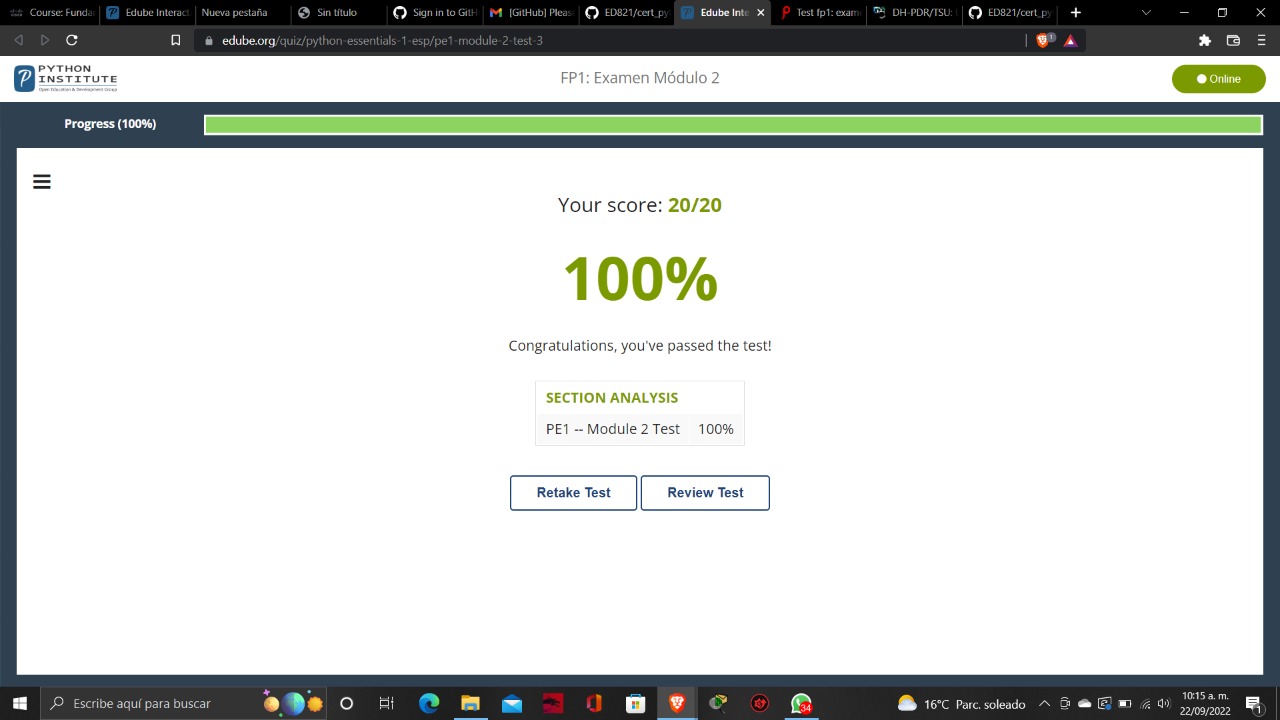 Course: Funda
Edube Interact
Nueva pestaña
Sin título
Sign in to GitH
[GitHub] Pleas
ED821/cert_py
Edube Inte
Test fp1: exam
DH-PDR/TSU:
ED821/cert_py
edube.org/quiz/python-essentials-1-esp/pe1-module-2-test-3
1
PYTHON
INSTITUTE
Open Education & Development Group
FP1: Examen Módulo 2
Online
Progress (100%)
Your score: 20/20
100%
Congratulations, you've passed the test!
SECTION ANALYSIS
PE1 -- Module 2 Test 100%
Retake Test
Review Test
Escribe aquí para buscar
34
16°C Parc. soleado
10:15 a. m.
22/09/2022
1